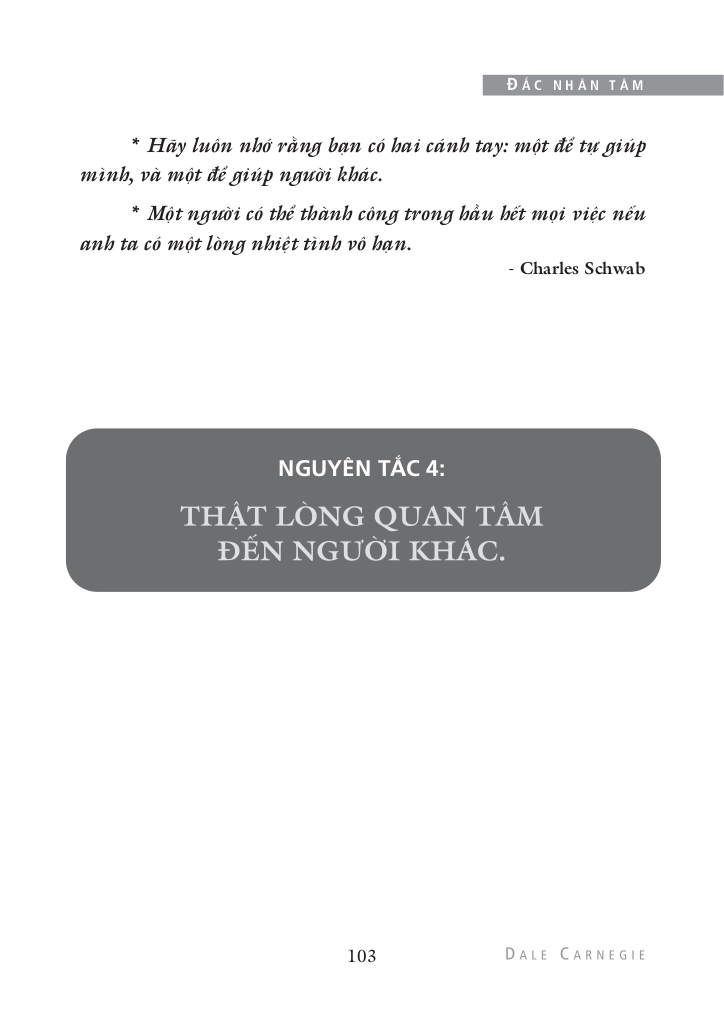 ĐẮC NHÂN TÂM
* Hãy luôn nhớ rằng bạn có hai cánh tay: một để tự giúp
mình, và một để giúp người khác.
* Một người có thể thành công trong hầu hết mọi việc nếu
anh ta có một lòng nhiệt tình vô hạn.
- Charles Schwab
NGUYÊN TẮC 4:
THẬT LÒNG QUAN TÂM
ĐẾN NGƯỜI KHÁC.
103
DALE CARNEGIE